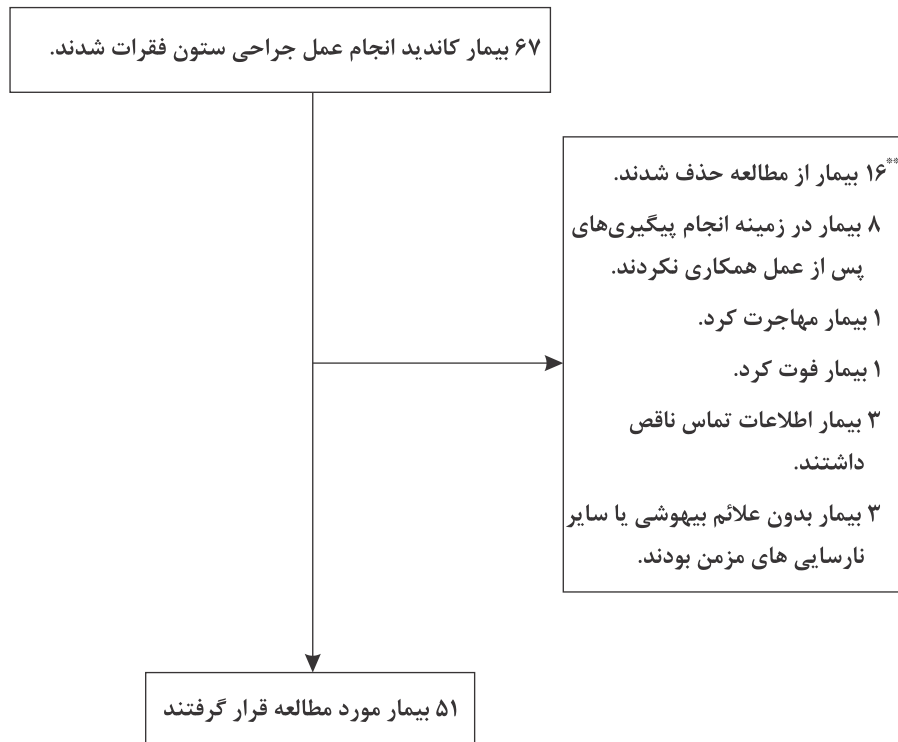 ۶۷ بیمار کاندید انجام عمل جراحی ستون فقرات شدند.
**۱۶ بیمار از مطالعه حذف شدند.
۸ بیمار در زمینه انجام پیگیری‌های
پس از عمل همکاری نکردند.
۱ بیمار مهاجرت کرد.
۱ بیمار فوت کرد.
۳ بیمار اطلاعات تماس ناقص
داشتند.
۳ بیمار بدون علائم بیهوشی یا سایر
نارسایی های مزمن بودند.
۵۱ بیمار مورد مطالعه قرار گرفتند